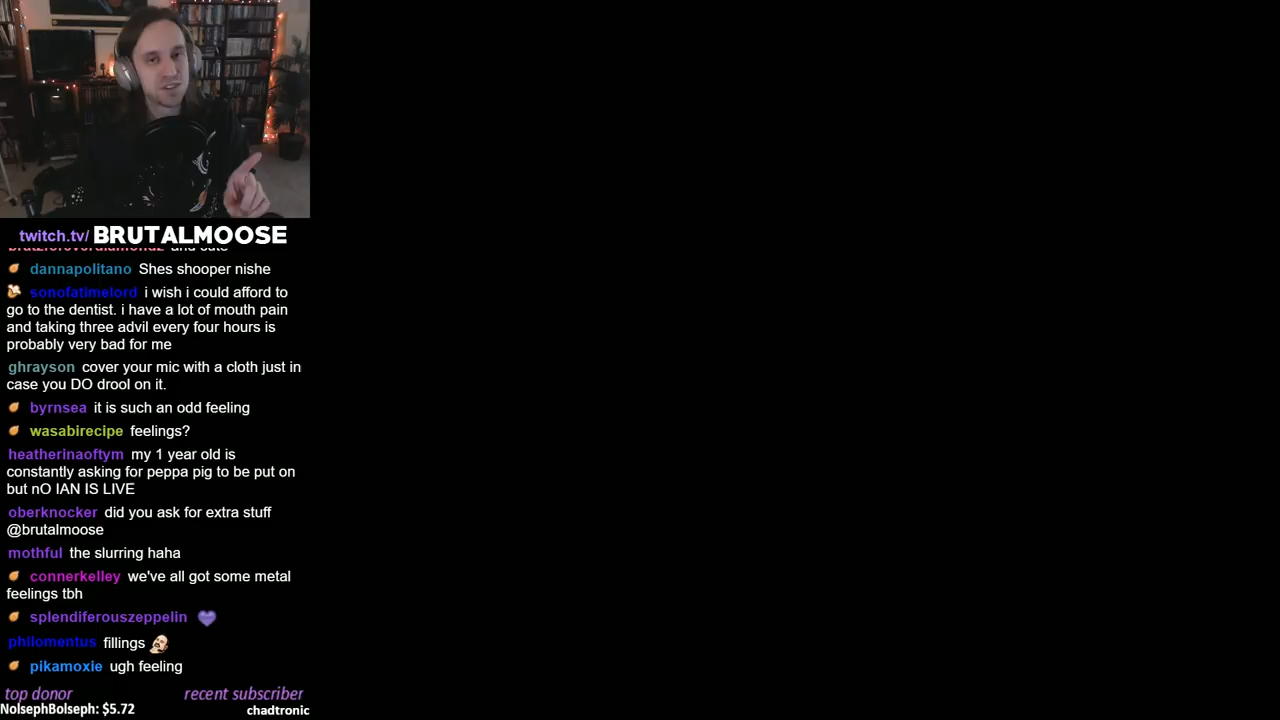 twitch.tv/ BRUTALMOOSE
and cute
dannapolitano Shes shooper nishe
sonofatimelord i wish i could afford to
go to the dentist. i have a lot of mouth pain
and taking three advil every four hours is
probably very bad for me
ghrayson cover your mic with a cloth just in
case you DO drool on it.
byrnsea it is such an odd feeling
wasabirecipe feelings?
heatherinaoftym my 1 year old is
constantly asking for peppa pig to be put on
but nO IAN IS LIVE
oberknocker did you ask for extra stuff
@brutalmoose
mothful the slurring haha
connerkelley we've all got some metal
feelings tbh
splendiferouszeppelin
philomentus fillings
pikamoxie ugh feeling
top donor recent subscriber
NolsephBolseph: $5.72 chadtronic